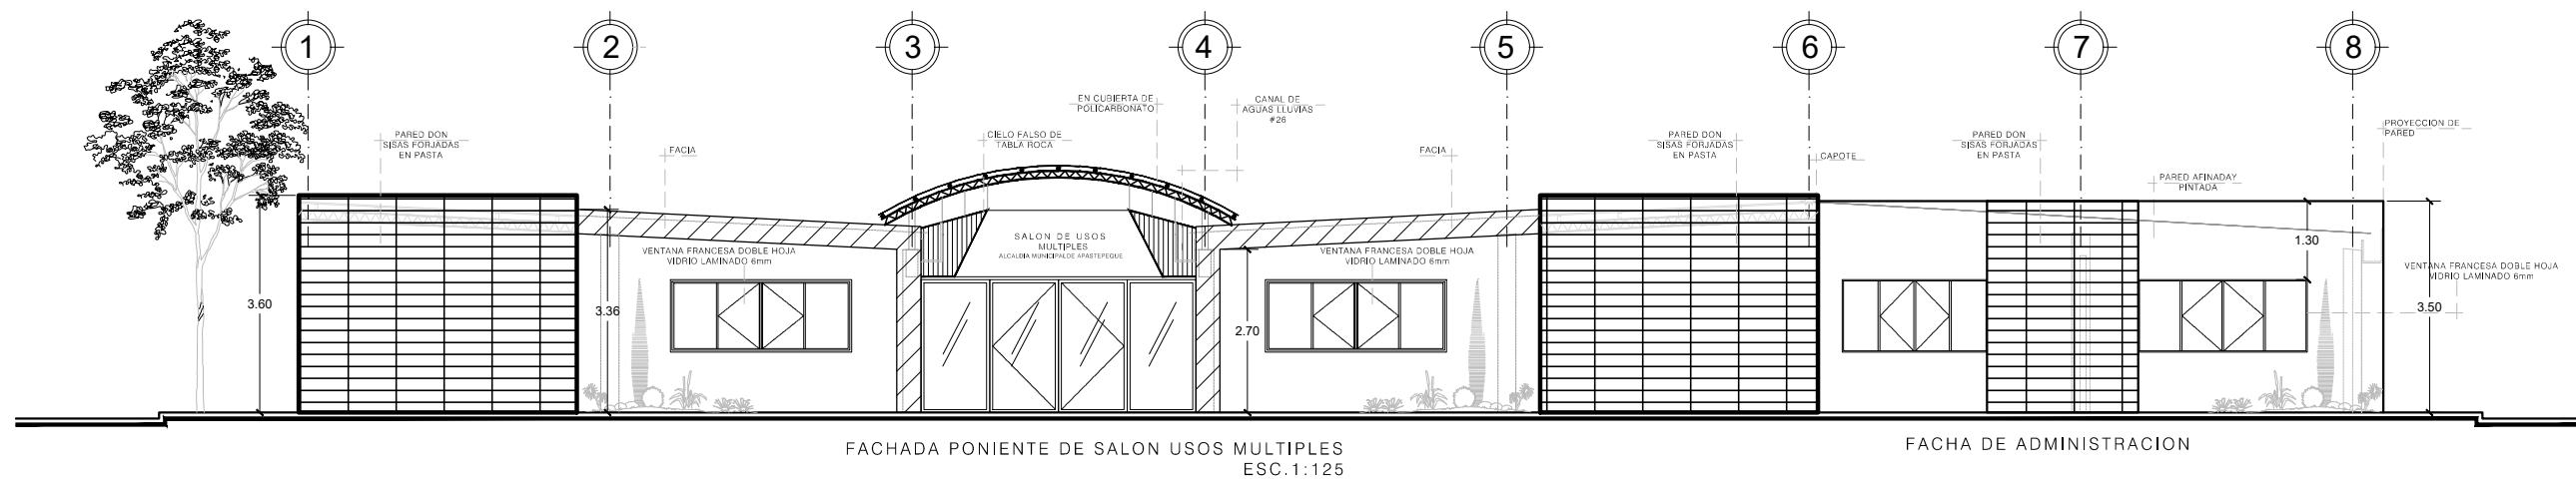 1
2
3
4
5
6
7
8
EN CUBIERTA DE
POLICARBONATO
CANAL DE
AGUAS LLUVIAS
#26
PARED DON
SISAS FORJADAS
EN PASTA
FACIA
CIELO FALSO DE
TABLA ROCA
FACIA
PARED DON
SISAS FORJADAS
EN PASTA
CAPOTE
PARED DON
SISAS FORJADAS
EN PASTA
PARED AFINADAY
PINTADA
PROYECCION DE
PARED
SALON DE USOS
MULTIPLES
ALCALDIA MUNICIPALDE APASTEPEQUE
VENTANA FRANCESA DOBLE HOJA
VIDRIO LAMINADO 6mm
VENTANA FRANCESA DOBLE HOJA
VIDRIO LAMINADO 6mm
VENTANA FRANCESA DOBLE HOJA
VIDRIO LAMINADO 6mm
3.60
3.36
2.70
1.30
3.50
FACHADA PONIENTE DE SALON USOS MULTIPLES
ESC.1:125
FACHA DE ADMINISTRACION